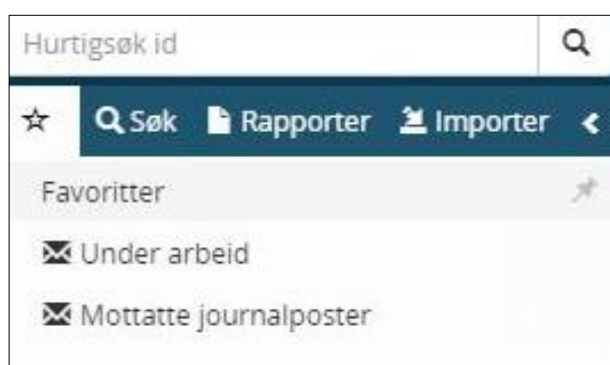 Hurtigsøk id
Søk Rapporter Importer
Favoritter
Under arbeid
Mottatte journalposter